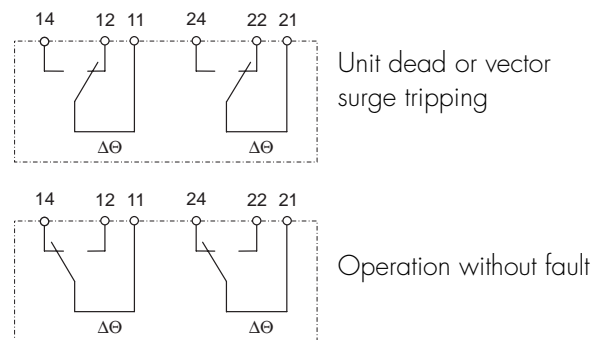 14 12 11 24 22 21
Unit dead or vector
surge tripping
ΔΘ ΔΘ
14 12 11 24 22 21
Operation without fault
ΔΘ ΔΘ